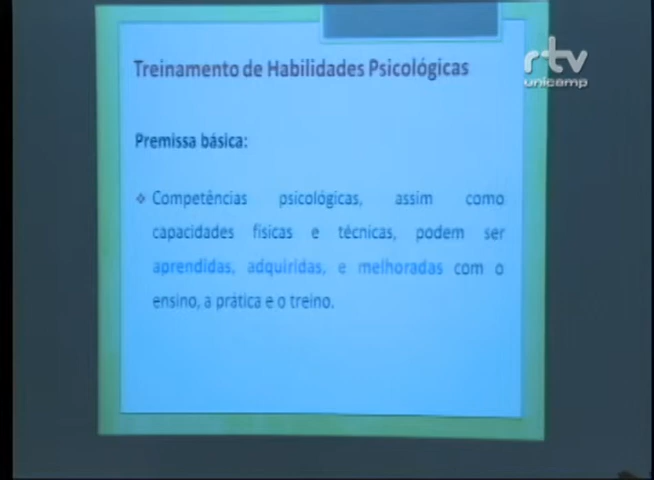 Treinamento de Habilidades Psicológicas
rtv
unicamp
Premissa básica:
❖ Competências psicológicas, assim como
capacidades físicas e técnicas, podem ser
aprendidas, adquiridas, e melhoradas com o
ensino, a prática e o treino.